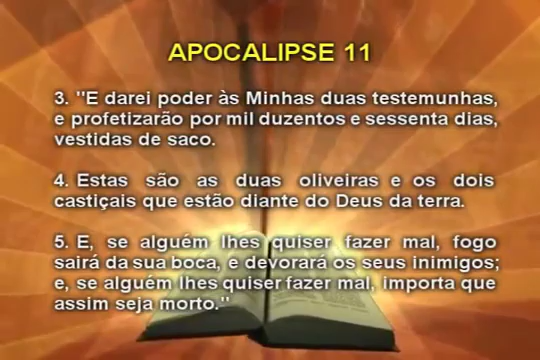 APOCALIPSE 11
3. "E darei poder às Minhas duas testemunhas,
e profetizarão por mil duzentos e sessenta dias,
vestidas de saco.
4. Estas são as duas oliveiras e os dois
castiçais que estão diante do Deus da terra.
5. E, se alguém lhes quiser fazer mal, fogo
sairá da sua boca, e devorará os seus inimigos;
e, se alguém lhes quiser fazer mal, importa que
assim seja morto."